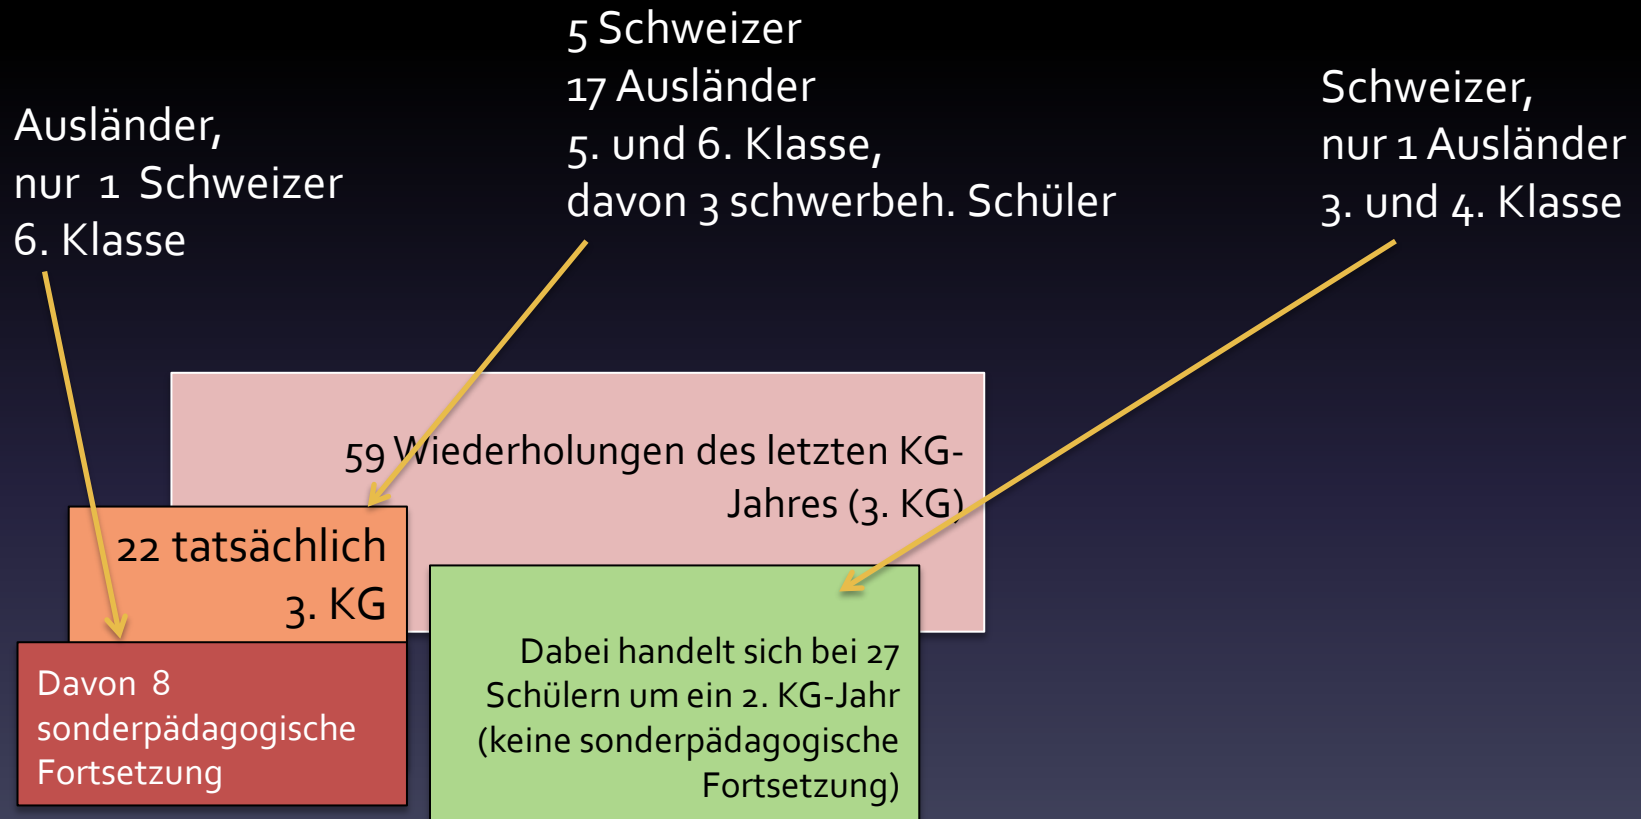 Ausländer,
nur 1 Schweizer
6. Klasse
5 Schweizer
17 Ausländer
5. und 6. Klasse,
davon 3 schwerbeh. Schüler
Schweizer,
nur 1 Ausländer
3. und 4. Klasse
59 Wiederholungen des letzten KG-
Jahres (3. KG)
22 tatsächlich
3. KG
Davon 8
sonderpädagogische
Fortsetzung
Dabei handelt sich bei 27
Schülern um ein 2. KG-Jahr
(keine sonderpädagogische
Fortsetzung)